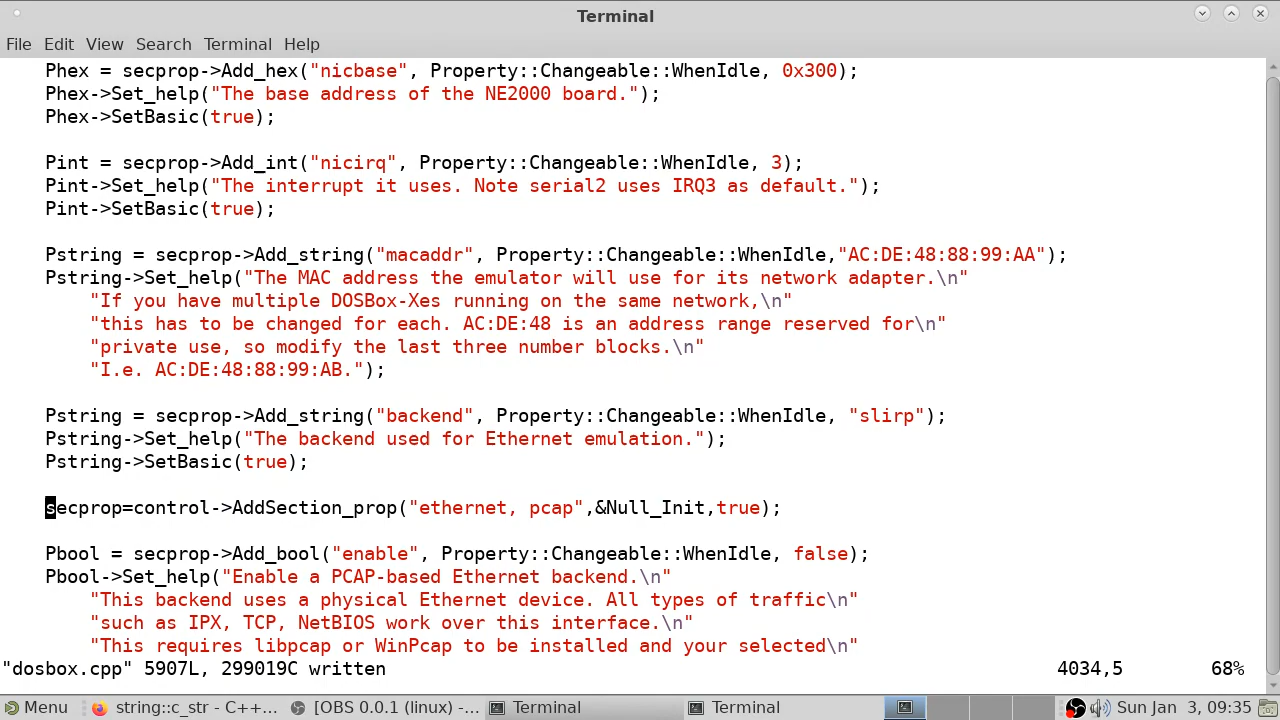 Terminal
File Edit View Search Terminal Help
Phex = secprop->Add_hex("nicbase", Property::Changeable::WhenIdle, 0x300);
Phex->Set_help("The base address of the NE2000 board.");
Phex->SetBasic(true);
Pint = secprop->Add_int("nicirq", Property::Changeable::WhenIdle, 3);
Pint->Set_help("The interrupt it uses. Note serial2 uses IRQ3 as default.");
Pint->SetBasic(true);
Pstring = secprop->Add_string("macaddr", Property::Changeable::WhenIdle,"AC:DE:48:88:99:AA");
Pstring->Set_help("The MAC address the emulator will use for its network adapter.\n"
"If you have multiple DOSBox-Xes running on the same network,\n"
"this has to be changed for each. AC:DE:48 is an address range reserved for\n"
"private use, so modify the last three number blocks.\n"
"I.e. AC:DE:48:88:99:AB.");
Pstring = secprop->Add_string("backend", Property::Changeable::WhenIdle, "slirp");
Pstring->Set_help("The backend used for Ethernet emulation.");
Pstring->SetBasic(true);
secprop=control->AddSection_prop("ethernet, pcap",&Null_Init,true);
Pbool = secprop->Add_bool("enable", Property::Changeable::WhenIdle, false);
Pbool->Set_help("Enable a PCAP-based Ethernet backend.\n"
"This backend uses a physical Ethernet device. All types of traffic\n"
"such as IPX, TCP, NetBIOS work over this interface.\n"
"This requires libpcap or WinPcap to be installed and your selected\n"
"dosbox.cpp" 5907L, 299019C written 4034,5 68%
Menu string::c_str - C++... [OBS 0.0.1 (linux) -... Terminal Terminal Sun Jan 3, 09:35